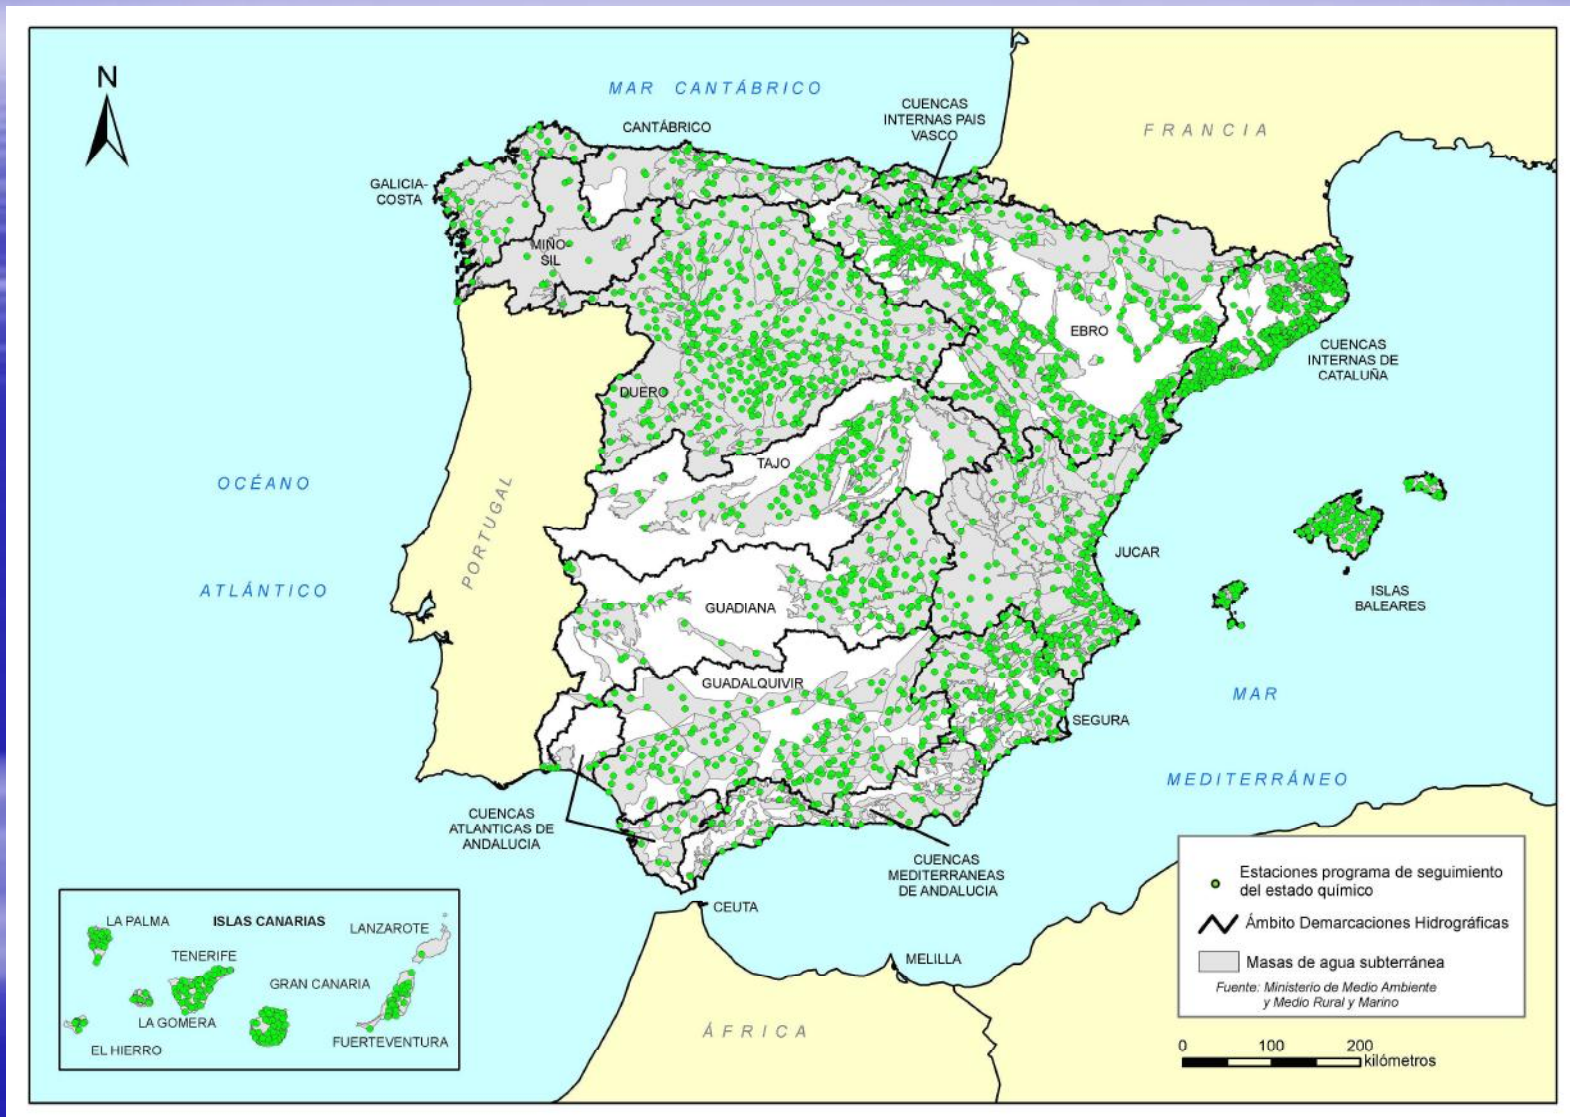 N
MAR CANTÁBRICO
CANTÁBRICO
CUENCAS
INTERNAS PAIS
VASCO
FRANCIA
GALICIA-
COSTA
MIÑO-
SIL
EBRO
CUENCAS
INTERNAS DE
CATALUÑA
DUERO
TAJO
OCÉANO
ATLÁNTICO
PORTUGAL
JUCAR
ISLAS
BALEARES
GUADIANA
GUADALQUIVIR
MAR
SEGURA
MEDITERRÁNEO
CUENCAS
ATLANTICAS DE
ANDALUCIA
CUENCAS
MEDITERRANEAS
DE ANDALUCIA
CEUTA
MELILLA
ÁFRICA
LA PALMA
ISLAS CANARIAS
LANZAROTE
TENERIFE
GRAN CANARIA
LA GOMERA
EL HIERRO
FUERTEVENTURA
Estaciones programa de seguimiento
del estado químico
Ámbito Demarcaciones Hidrográficas
Masas de agua subterránea
Fuente: Ministerio de Medio Ambiente
y Medio Rural y Marino
0 100 200
kilómetros